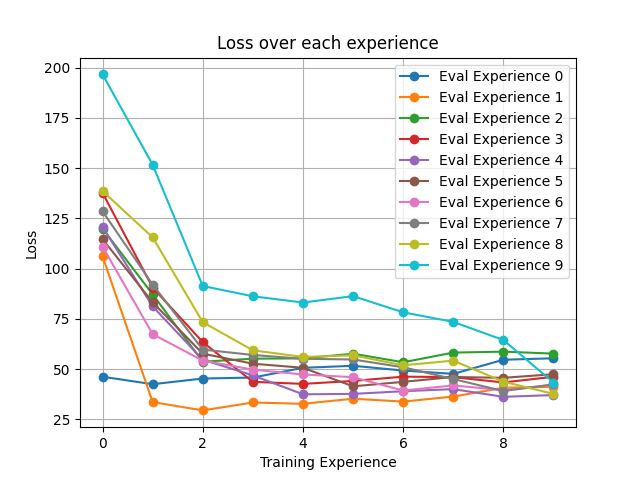 Loss over each experience
200
175
150
125
100
75
50
25
Loss
0
2
4
6
8
Training Experience
Eval Experience 0
Eval Experience 1
Eval Experience 2
Eval Experience 3
Eval Experience 4
Eval Experience 5
Eval Experience 6
Eval Experience 7
Eval Experience 8
Eval Experience 9